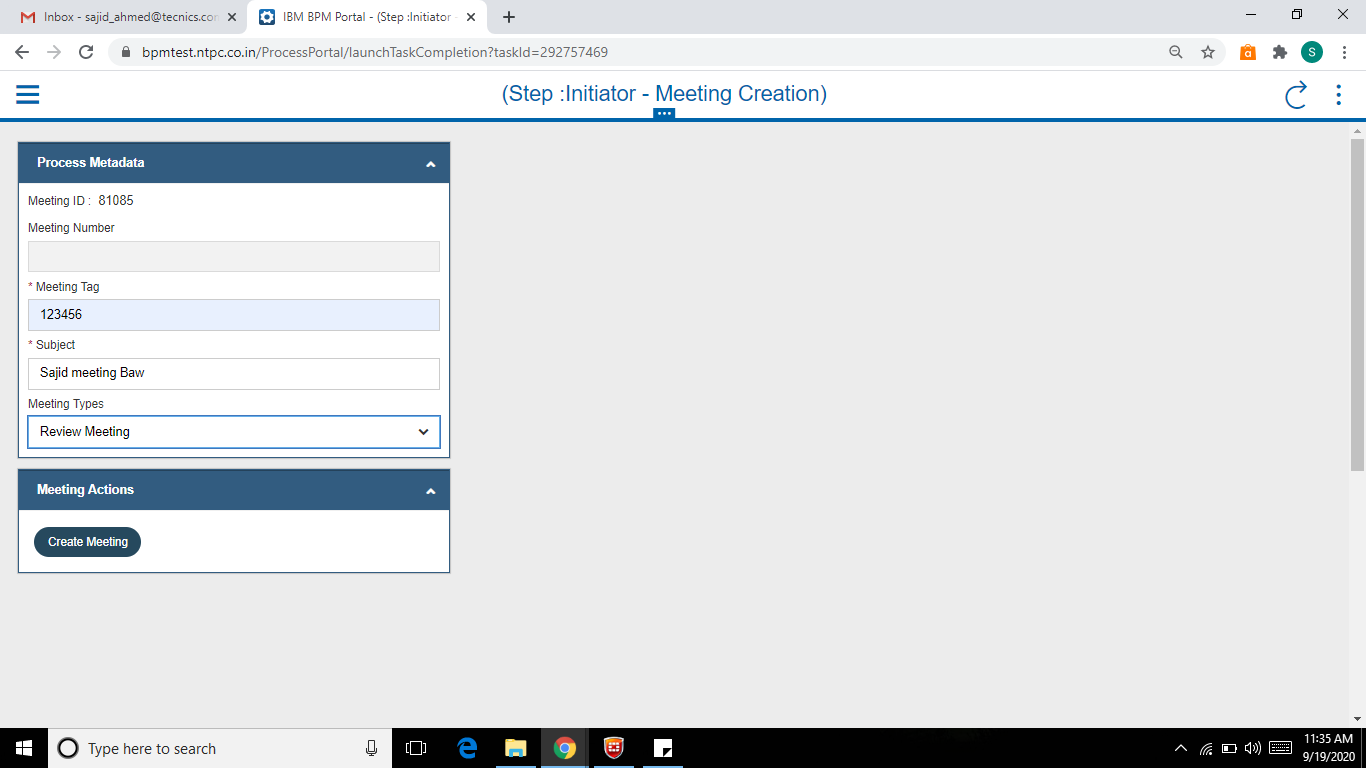 Inbox - sajid_ahmed@tecnics.com
IBM BPM Portal - (Step :Initiator -
bpmtest.ntpc.co.in/ProcessPortal/launchTaskCompletion?taskId=292757469
S
(Step :Initiator - Meeting Creation)
Process Metadata
Meeting ID : 81085
Meeting Number
* Meeting Tag
123456
* Subject
Sajid meeting Baw
Meeting Types
Review Meeting
Meeting Actions
Create Meeting
Type here to search
11:35 AM
9/19/2020